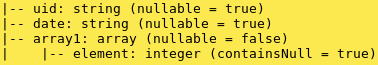 |-- uid: string (nullable = true)
|-- date: string (nullable = true)
|-- array1: array (nullable = false)
|    |-- element: integer (containsNull = true)